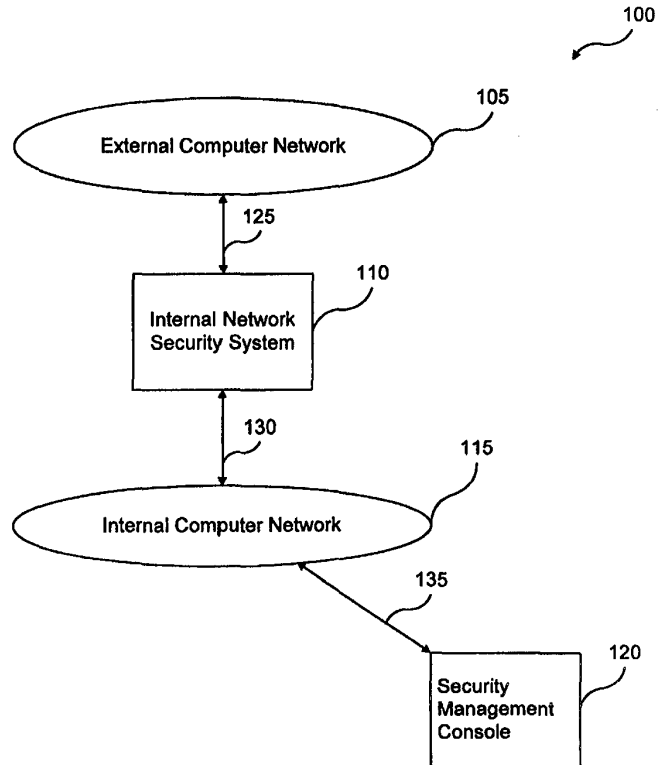 100
105
External Computer Network
125
110
Internal Network
Security System
130
115
Internal Computer Network
135
120
Security
Management
Console